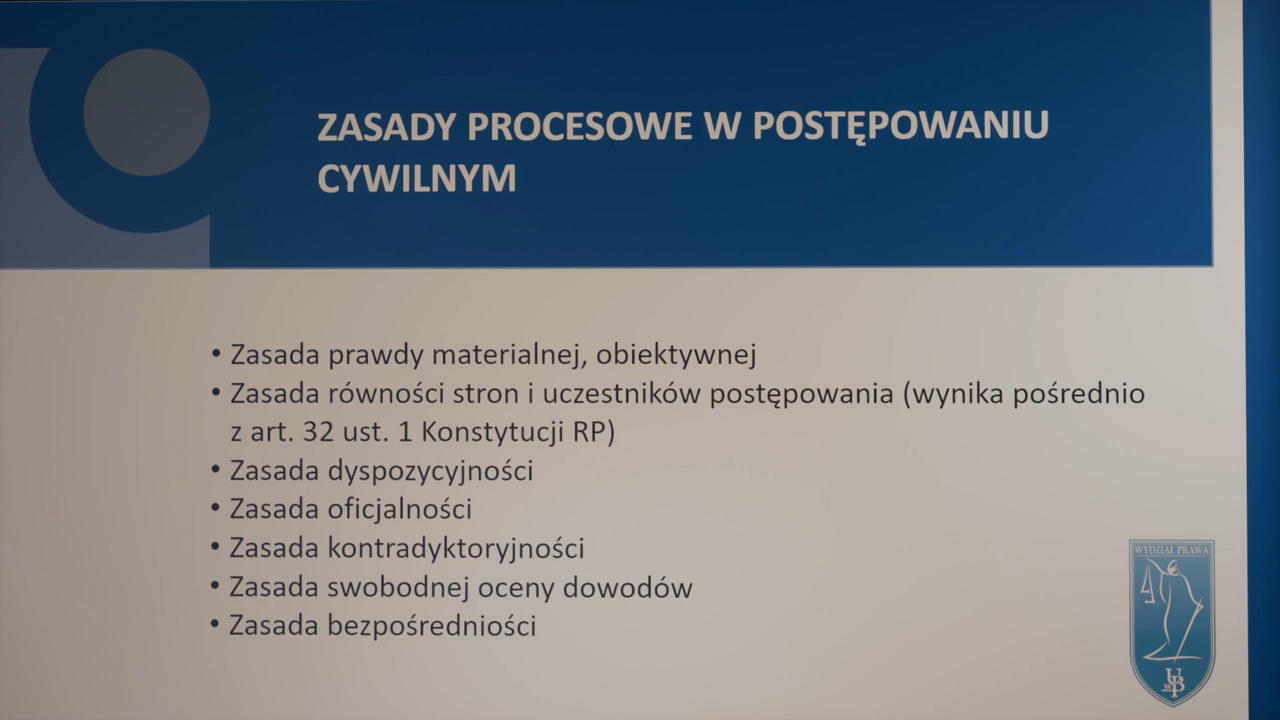 ZASADY PROCESOWE W POSTĘPOWANIU
CYWILNYM
• Zasada prawdy materialnej, obiektywnej
• Zasada równości stron i uczestników postępowania (wynika pośrednio
z art. 32 ust. 1 Konstytucji RP)
• Zasada dyspozycyjności
• Zasada oficjalności
• Zasada kontradyktoryjności
• Zasada swobodnej oceny dowodów
• Zasada bezpośredniości
WYDZIAŁ PRAWA
UwB